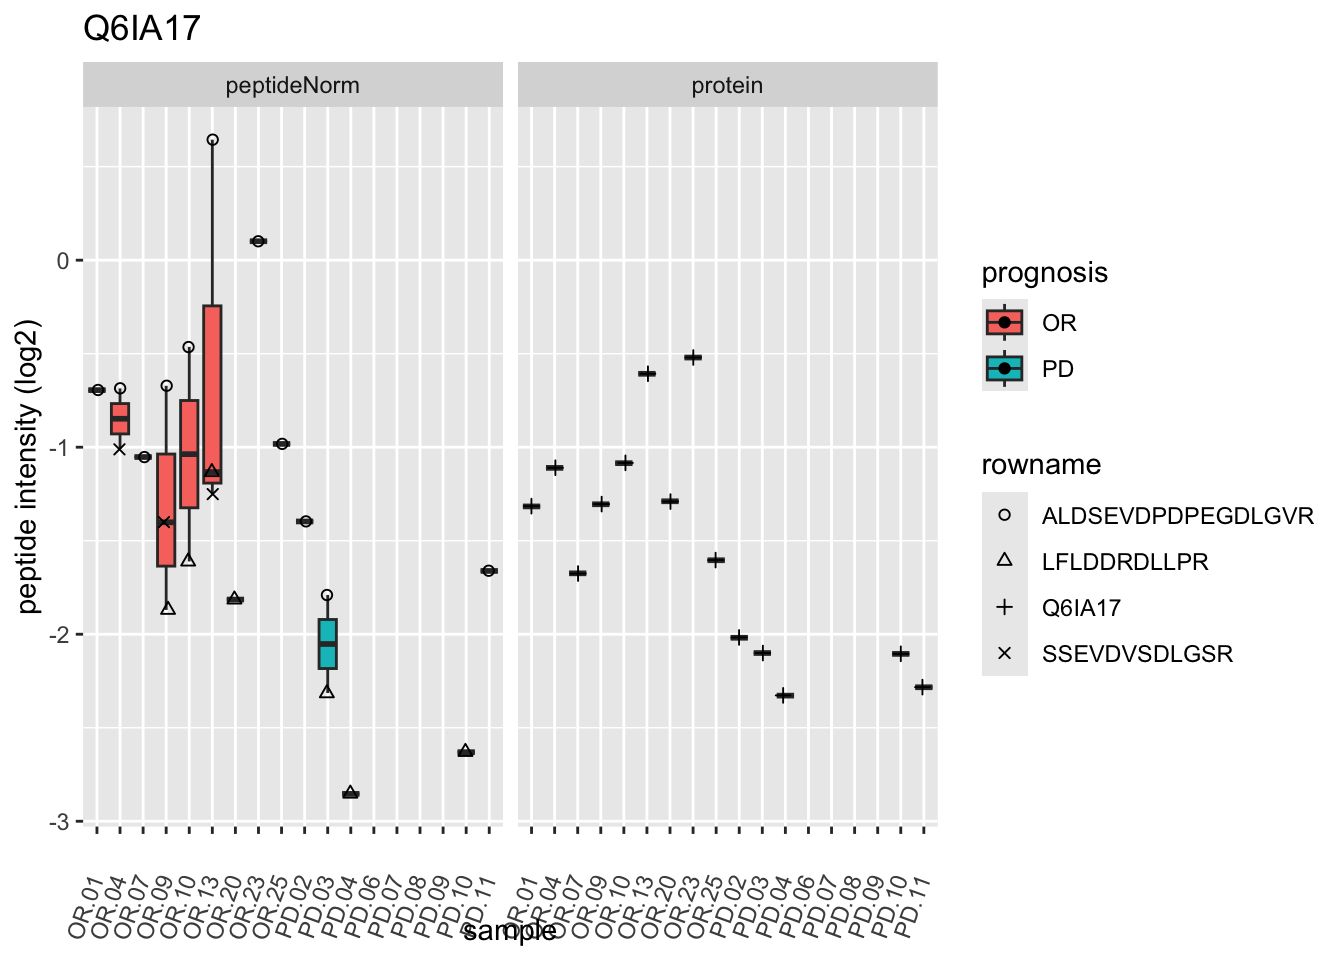 Q6IA17
peptideNorm
protein
peptide intensity (log2)
0
-1
-2
-3
OR.01
OR.04
OR.07
OR.09
OR.10
OR.13
OR.20
OR.23
OR.25
PD.02
PD.03
PD.04
PD.06
PD.07
PD.08
PD.09
PD.10
PD.11
OR.01
OR.04
OR.07
OR.09
OR.10
OR.13
OR.20
OR.23
OR.25
PD.02
PD.03
PD.04
PD.06
PD.07
PD.08
PD.09
PD.10
PD.11
sample
prognosis
OR
PD
rowname
ALDSEVDPDPEGDLGVR
LFLDDRDLLPR
Q6IA17
SSEVDVSDLGSR